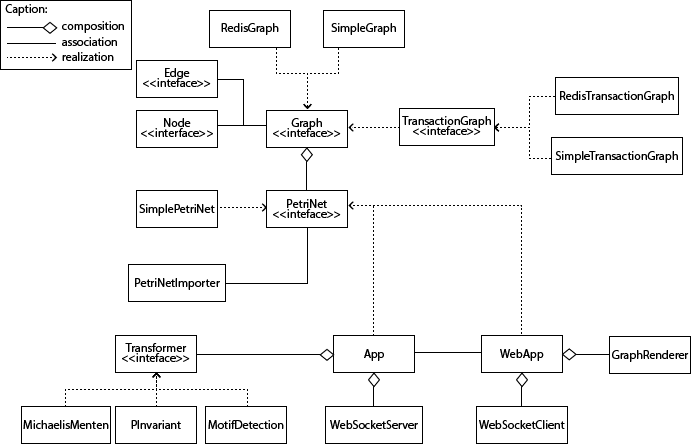 Caption:
composition
association
realization
RedisGraph
SimpleGraph
Edge
<<inteface>>
Node
<<interface>>
Graph
<<inteface>>
TransactionGraph
<<inteface>>
RedisTransactionGraph
SimpleTransactionGraph
SimplePetriNet
PetriNet
<<inteface>>
PetriNetImporter
Transformer
<<inteface>>
App
WebApp
GraphRenderer
MichaelisMenten
PInvariant
MotifDetection
WebSocketServer
WebSocketClient